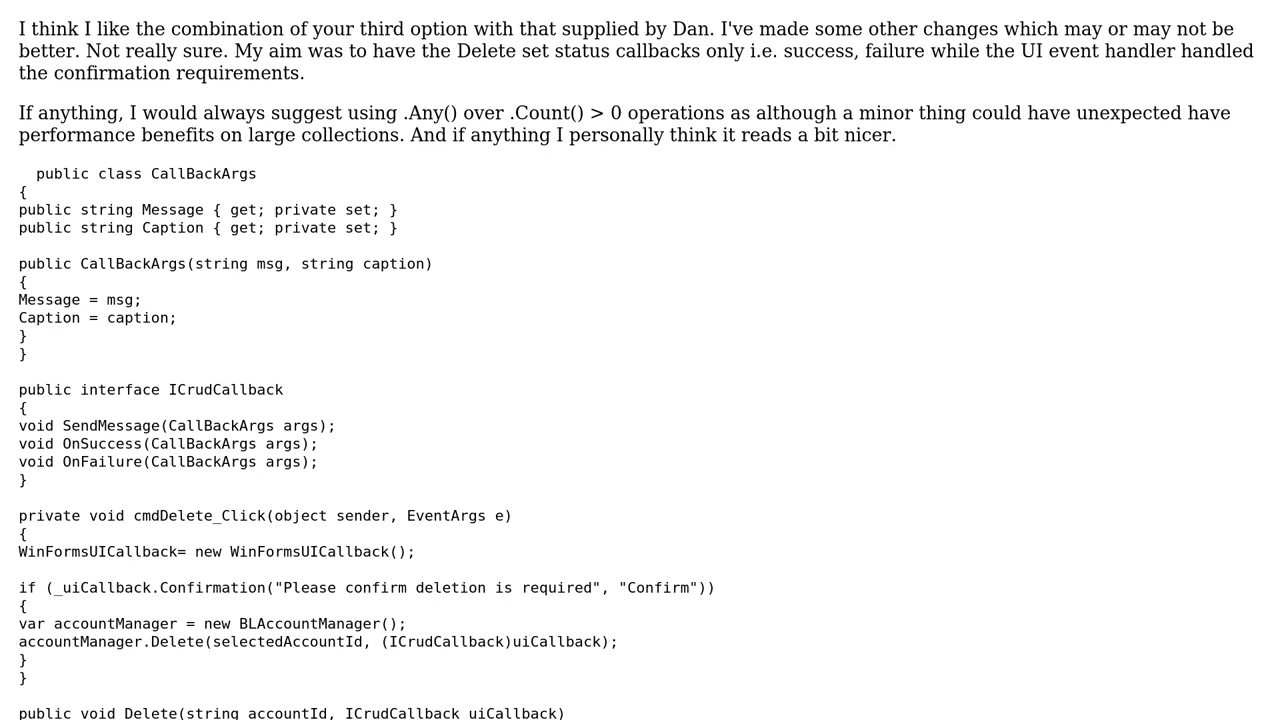 I think I like the combination of your third option with that supplied by Dan. I've made some other changes which may or may not be
better. Not really sure. My aim was to have the Delete set status callbacks only i.e. success, failure while the UI event handler handled
the confirmation requirements.
If anything, I would always suggest using .Any() over .Count() > 0 operations as although a minor thing could have unexpected have
performance benefits on large collections. And if anything I personally think it reads a bit nicer.
public class CallBackArgs
{
public string Message { get; private set; }
public string Caption { get; private set; }
public CallBackArgs(string msg, string caption)
{
Message = msg;
Caption = caption;
}
}
public interface ICrudCallback
{
void SendMessage(CallBackArgs args);
void OnSuccess(CallBackArgs args);
void OnFailure(CallBackArgs args);
}
private void cmdDelete_Click(object sender, EventArgs e)
{
WinFormsUICallback= new WinFormsUICallback();
if (_uiCallback.Confirmation("Please confirm deletion is required", "Confirm"))
{
var accountManager = new BLAccountManager();
accountManager.Delete(selectedAccountId, (ICrudCallback)uiCallback);
}
}
public void Delete(string accountId, ICrudCallback uiCallback)